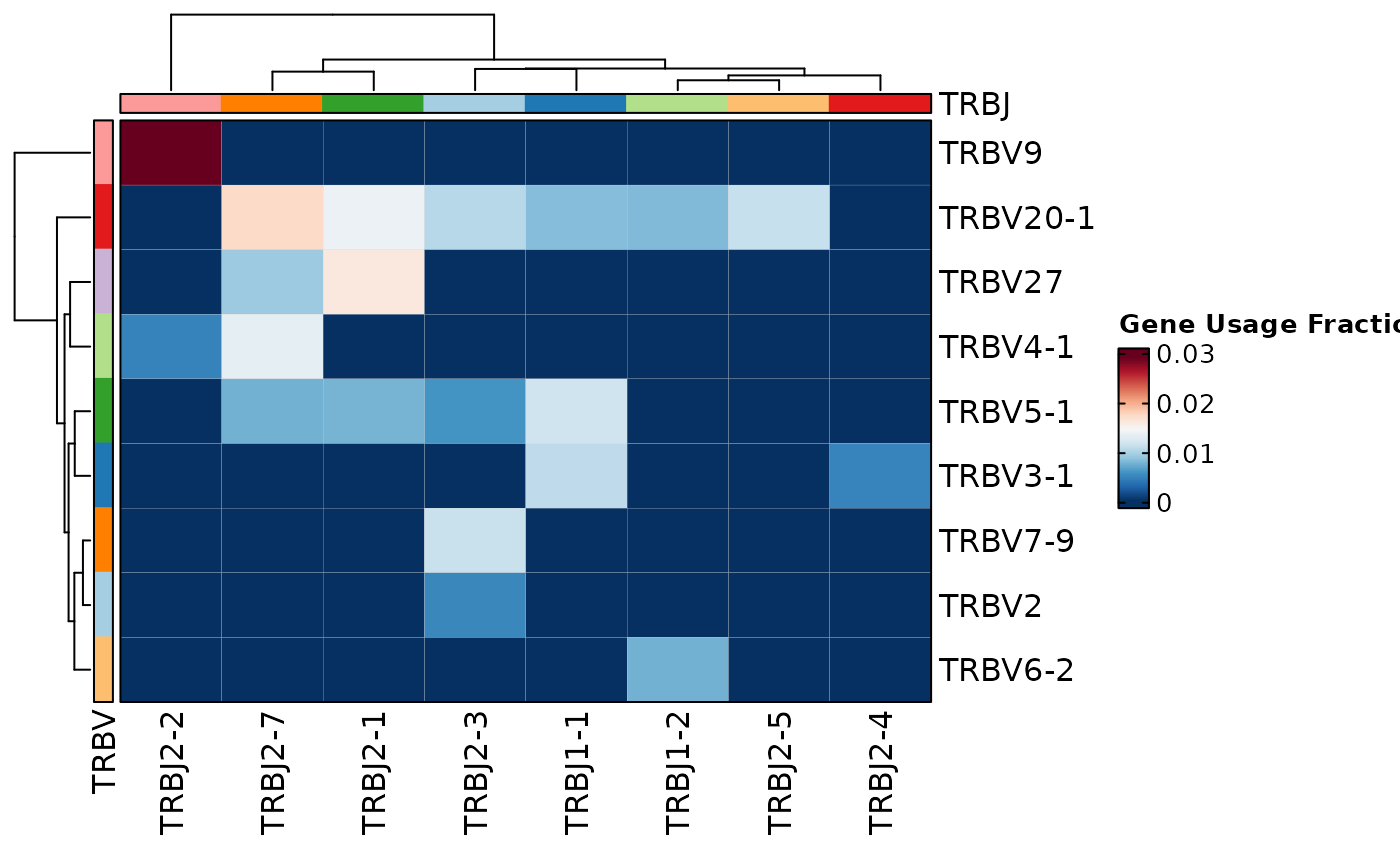 TRBJ
TRBV9
TRBV20-1
TRBV27
TRBV4-1
TRBV5-1
TRBV3-1
TRBV7-9
TRBV2
TRBV6-2
Gene Usage Fractio
0.03
0.02
0.01
0
TRBV
TRBJ2-2
TRBJ2-7
TRBJ2-1
TRBJ2-3
TRBJ1-1
TRBJ1-2
TRBJ2-5
TRBJ2-4